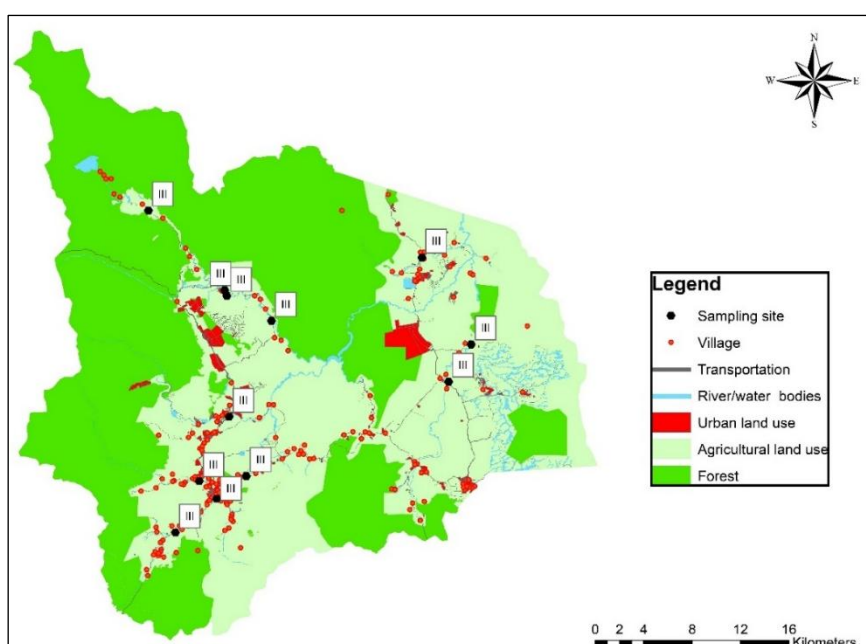 N
W E
S
III
III
III
III
III
III
III
III
III
III
III
III
Legend
Sampling site
Village
Transportation
River/water bodies
Urban land use
Agricultural land use
Forest
0 2 4 8 12 16
Kilometers